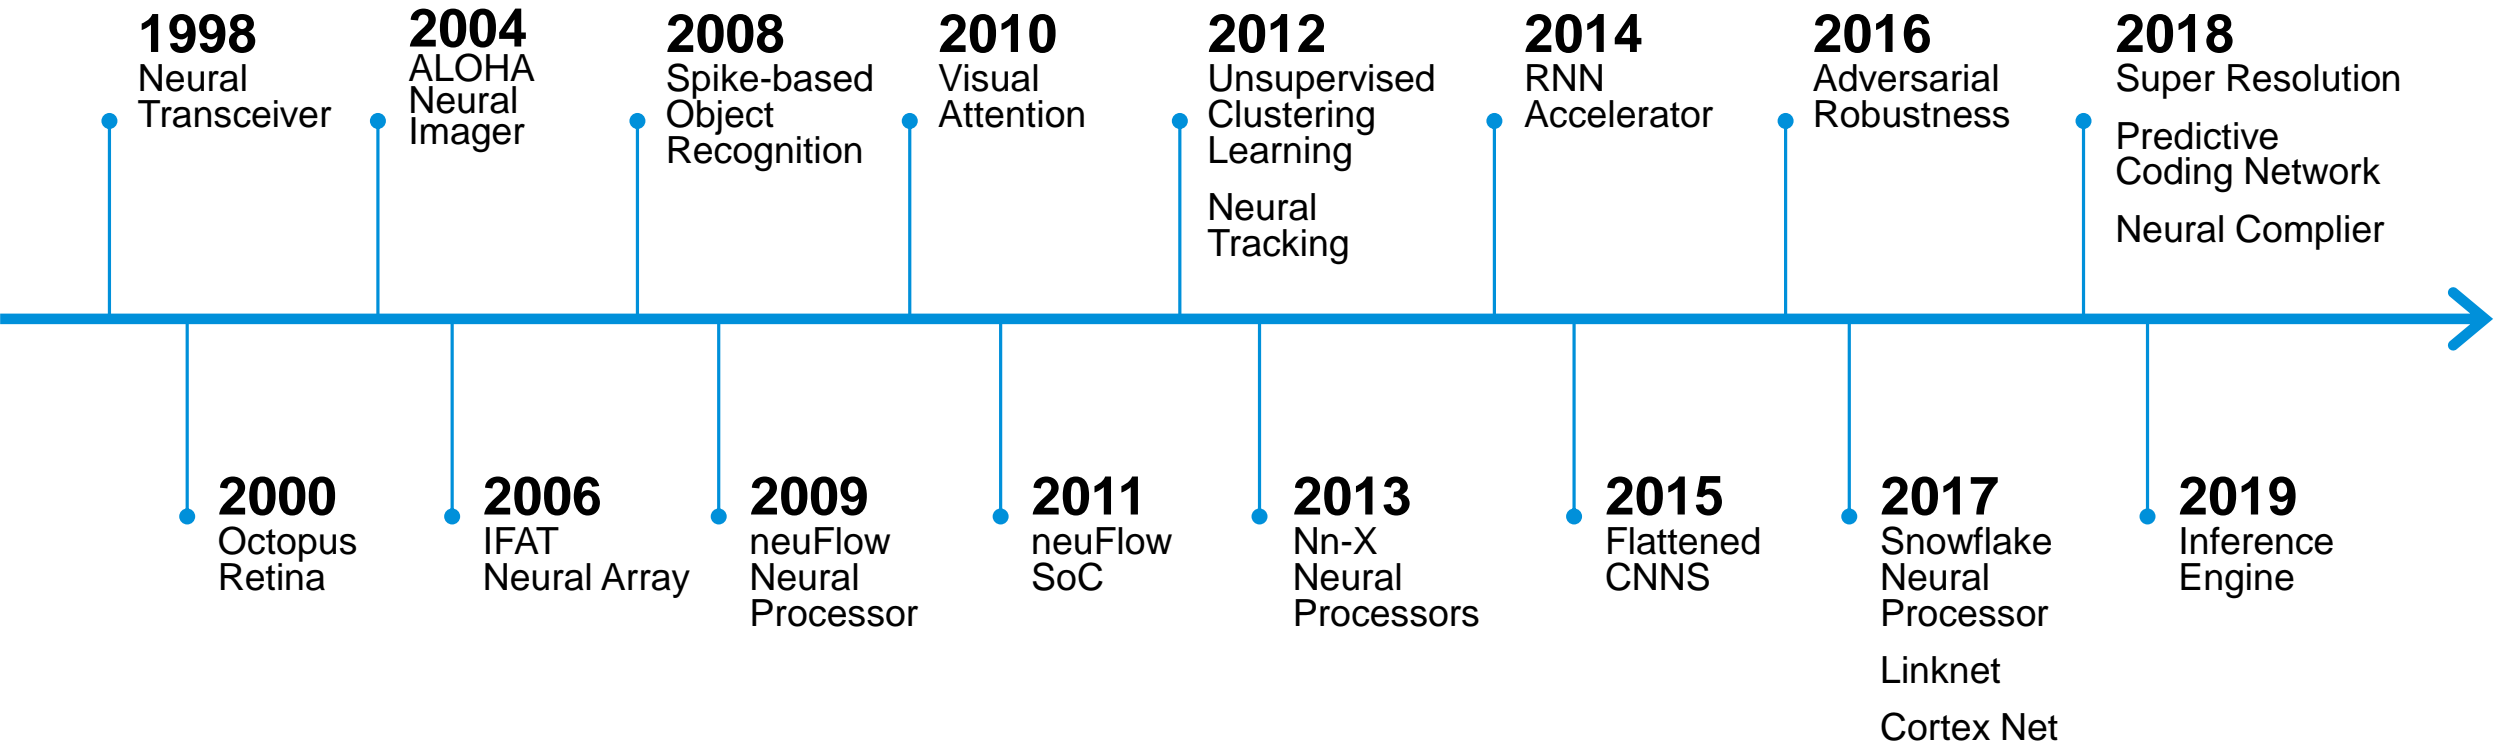 1998
Neural
Transceiver
2004
ALOHA
Neural
Imager
2008
Spike-based
Object
Recognition
2010
Visual
Attention
2012
Unsupervised
Clustering
Learning
Neural
Tracking
2014
RNN
Accelerator
2016
Adversarial
Robustness
2018
Super Resolution
Predictive
Coding Network
Neural Complier
2000
Octopus
Retina
2006
IFAT
Neural Array
2009
neuFlow
Neural
Processor
2011
neuFlow
SoC
2013
Nn-X
Neural
Processors
2015
Flattened
CNNS
2017
Snowflake
Neural
Processor
Linknet
Cortex Net
2019
Inference
Engine